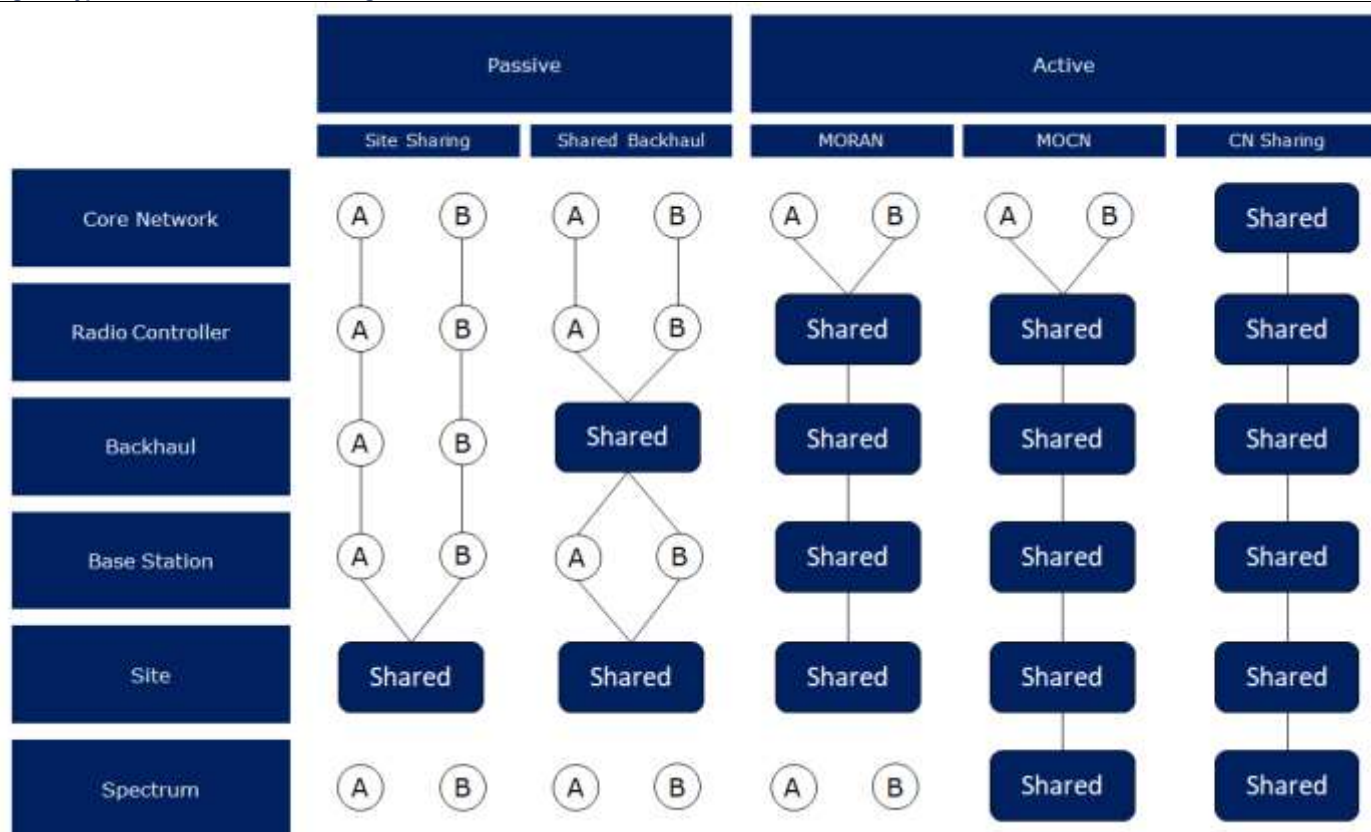 Passive Active
Site Sharing Shared Backhaul MORAN MOCN CN Sharing
Core Network A B A B A B A B Shared
Radio Controller A B A B Shared Shared Shared
Backhaul A B Shared Shared Shared Shared
Base Station A B A B Shared Shared Shared
Site Shared Shared Shared Shared Shared
Spectrum A B A B A B Shared Shared